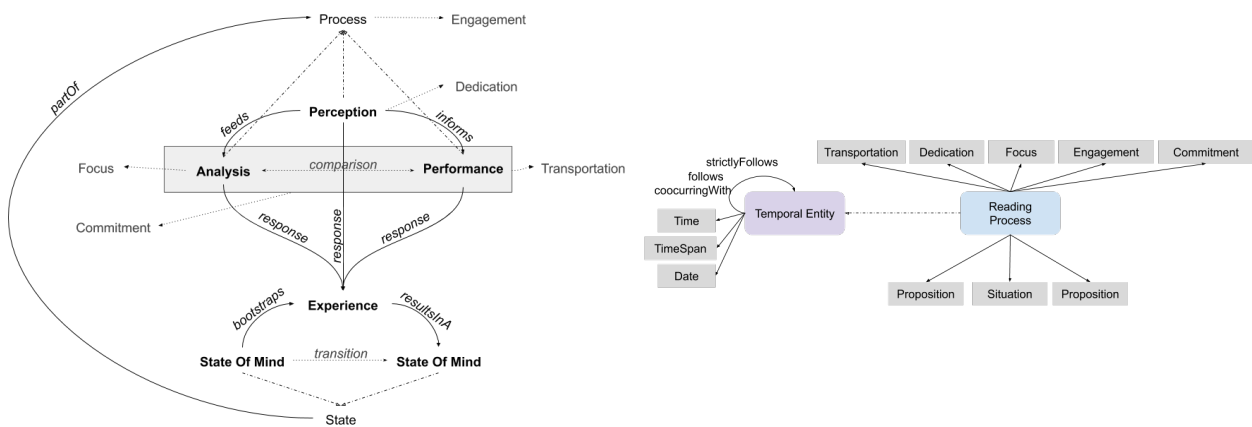 Process
Engagement
partOf
Dedication
Perception
feeds
informs
Focus
Analysis
comparison
Performance
Transportation
Commitment
response
response
response
Experience
bootstraps
resultsInA
State Of Mind
transition
State Of Mind
State
Transportation
Dedication
Focus
Engagement
Commitment
strictlyFollows
follows
coocurringWith
Temporal Entity
Reading
Process
Time
TimeSpan
Date
Proposition
Situation
Proposition